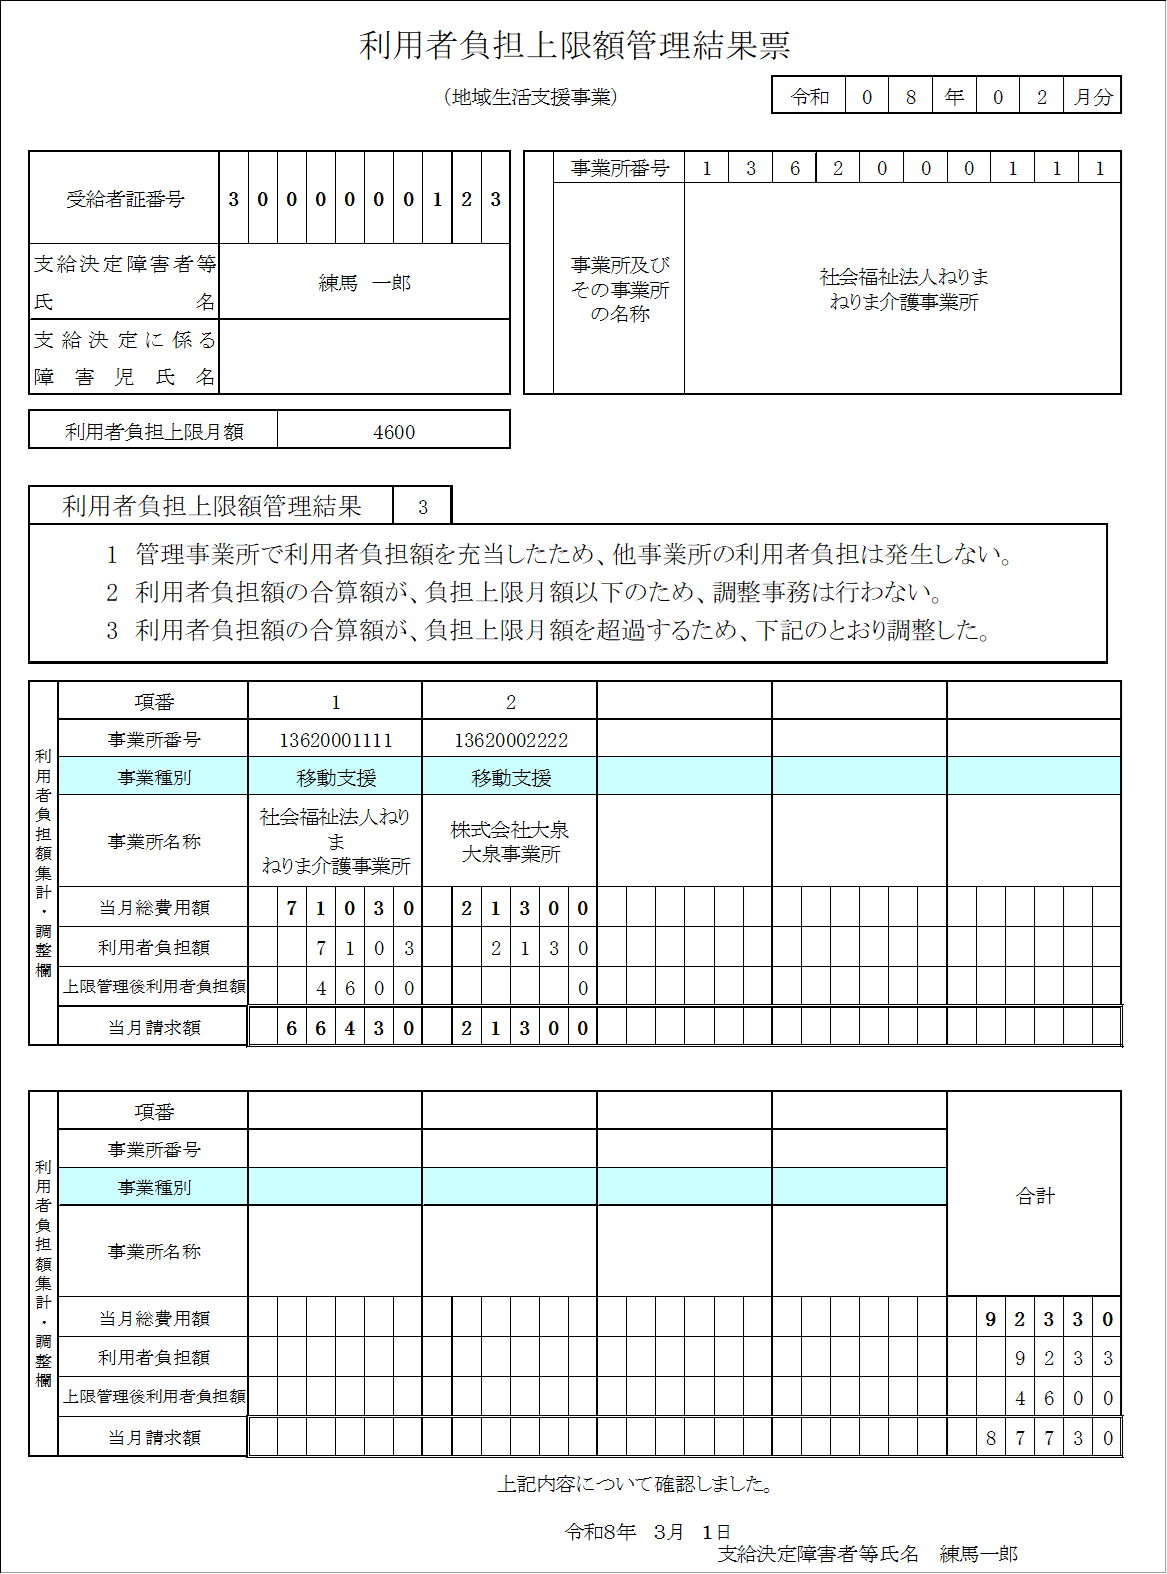 利用者負担上限額管理結果票
（地域生活支援事業）
令和 0 8 年 0 2 月分
受給者証番号 3 0 0 0 0 0 0 1 2 3
支給決定障害者等
氏名
練馬　一郎
支給決定に係る
障害児氏名
事業所番号 1 3 6 2 0 0 0 1 1 1
事業所及び
その事業所
の名称
社会福祉法人ねりま
ねりま介護事業所
利用者負担上限月額 4600
利用者負担上限額管理結果 3
1 管理事業所で利用者負担額を充当したため、他事業所の利用者負担は発生しない。
2 利用者負担額の合算額が、負担上限月額以下のため、調整事務は行わない。
3 利用者負担額の合算額が、負担上限月額を超過するため、下記のとおり調整した。
利用者負担額集計・調整欄
項番 1 2
事業所番号 13620001111 13620002222
事業種別 移動支援 移動支援
事業所名称
社会福祉法人ねり
ま
ねりま介護事業所
株式会社大泉
大泉事業所
当月総費用額 7 1 0 3 0 2 1 3 0 0
利用者負担額 7 1 0 3 2 1 3 0
上限管理後利用者負担額 4 6 0 0 0
当月請求額 6 6 4 3 0 2 1 3 0 0
利用者負担額集計・調整欄
項番
事業所番号
事業種別
事業所名称
合計
当月総費用額 9 2 3 3 0
利用者負担額 9 2 3 3
上限管理後利用者負担額 4 6 0 0
当月請求額 8 7 7 3 0
上記内容について確認しました。
令和8年　3月　1日
支給決定障害者等氏名　練馬一郎